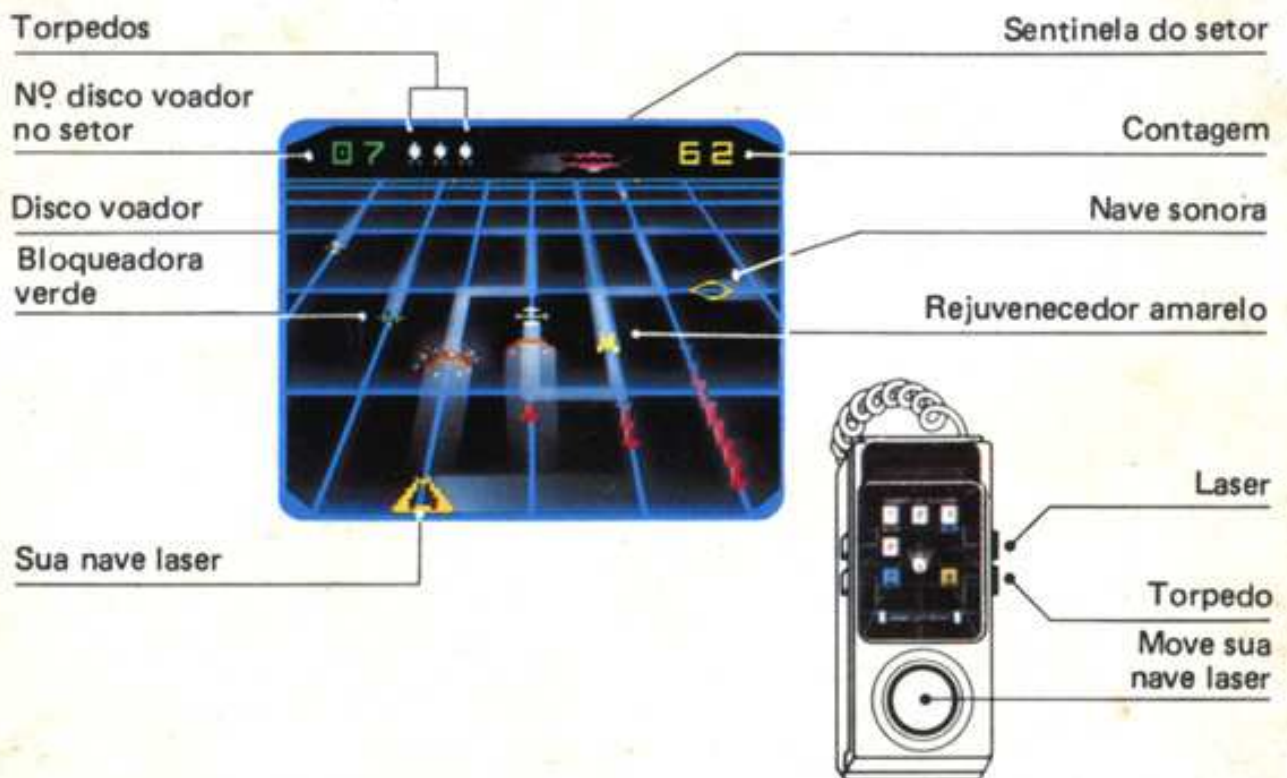 Torpedos
Sentinela do setor
Nº disco voador
no setor
07
62
Contagem
Disco voador
Nave sonora
Bloqueadora
verde
Rejuvenecedor amarelo
Laser
Sua nave laser
Torpedo
Move sua
nave laser